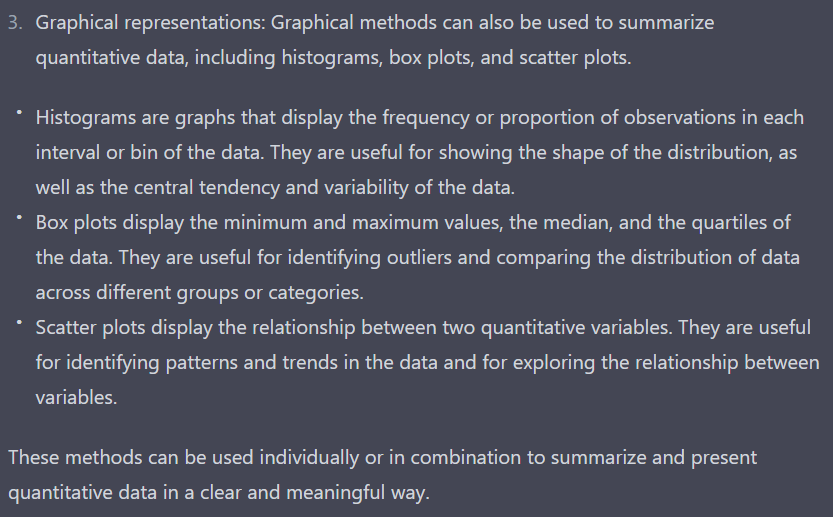 3. Graphical representations: Graphical methods can also be used to summarize
quantitative data, including histograms, box plots, and scatter plots.
• Histograms are graphs that display the frequency or proportion of observations in each
interval or bin of the data. They are useful for showing the shape of the distribution, as
well as the central tendency and variability of the data.
• Box plots display the minimum and maximum values, the median, and the quartiles of
the data. They are useful for identifying outliers and comparing the distribution of data
across different groups or categories.
• Scatter plots display the relationship between two quantitative variables. They are useful
for identifying patterns and trends in the data and for exploring the relationship between
variables.
These methods can be used individually or in combination to summarize and present
quantitative data in a clear and meaningful way.